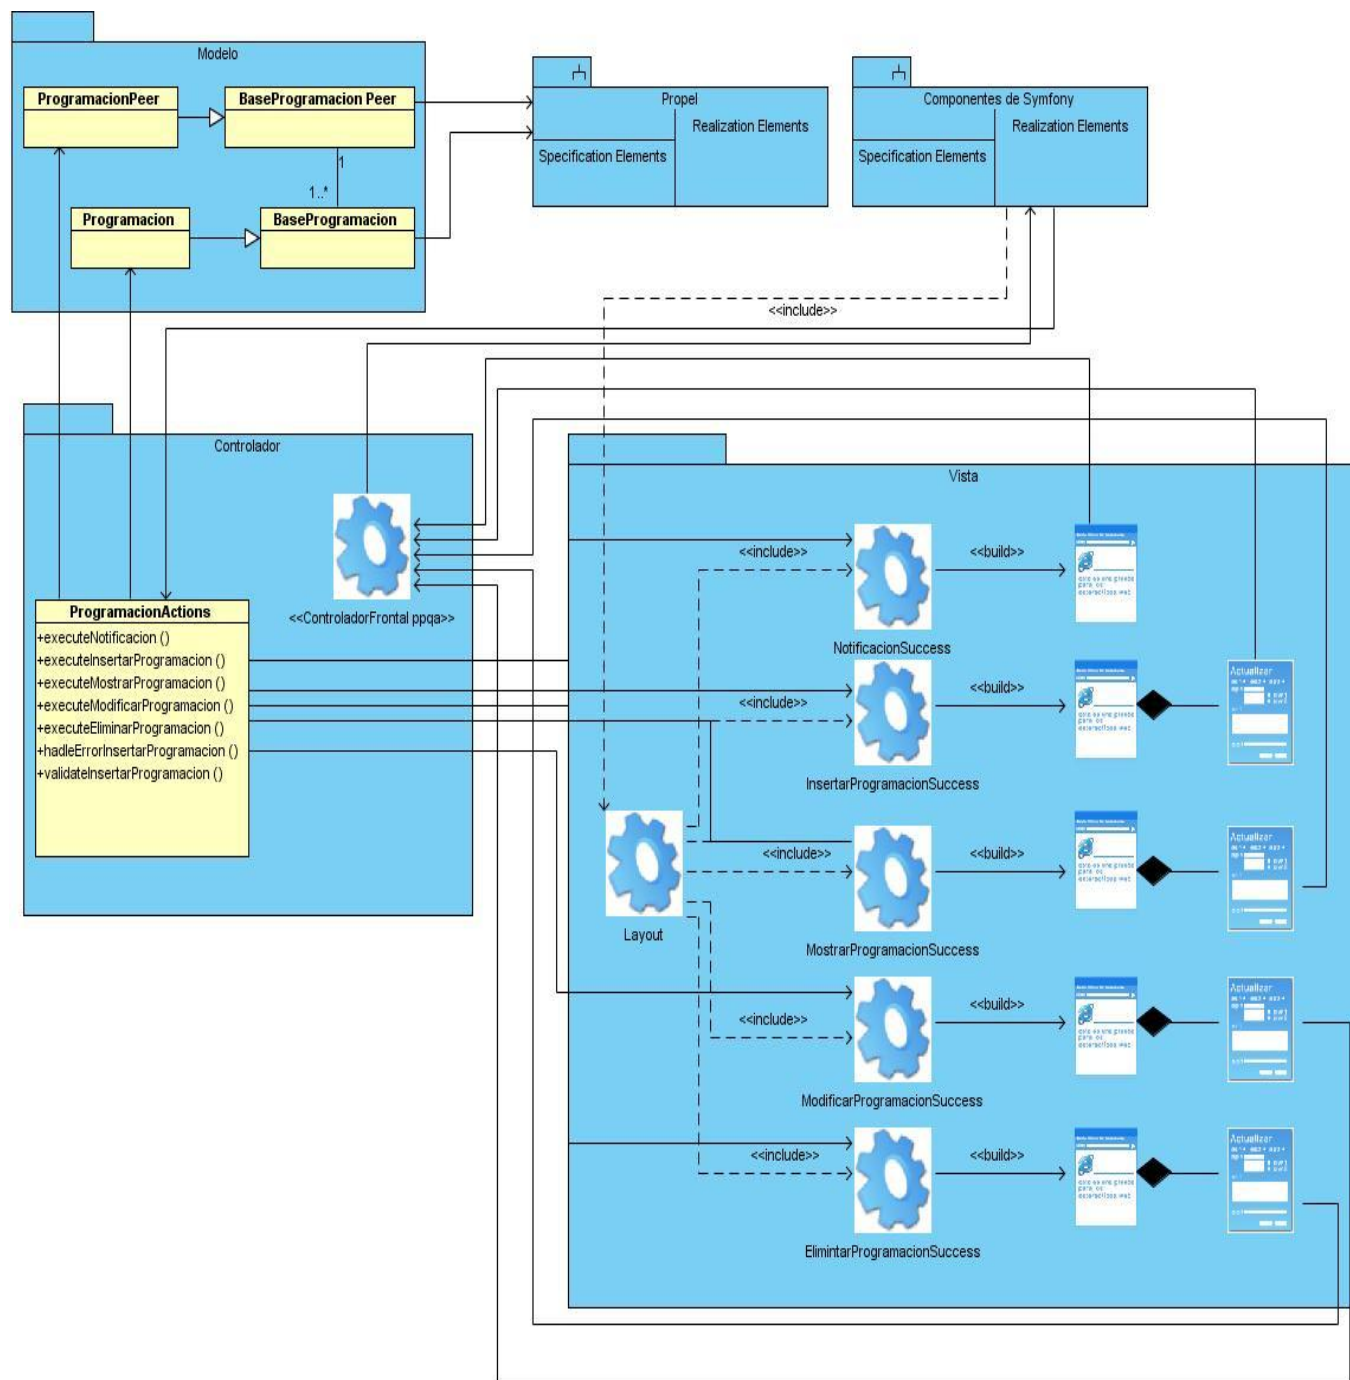 Modelo
ProgramacionPeer
BaseProgramacion Peer
1
1..*
Programacion
BaseProgramacion
Propel
Realization Elements
Specification Elements
Componentes de Symfony
Realization Elements
Specification Elements
<<include>>
Controlador
<<ControladorFrontal ppqa>>
ProgramacionActions
+executeNotificacion ()
+executeInsertarProgramacion ()
+executeMostrarProgramacion ()
+executeModificarProgramacion ()
+executeEliminarProgramacion ()
+hadleErrorInsertarProgramacion ()
+validateInsertarProgramacion ()
Vista
<<include>>
<<build>>
NotificacionSuccess
<<include>>
<<build>>
Actualizar
InsertarProgramacionSuccess
Layout
<<include>>
<<build>>
Actualizar
MostrarProgramacionSuccess
<<include>>
<<build>>
Actualizar
ModificarProgramacionSuccess
<<include>>
<<build>>
Actualizar
ElimintarProgramacionSuccess